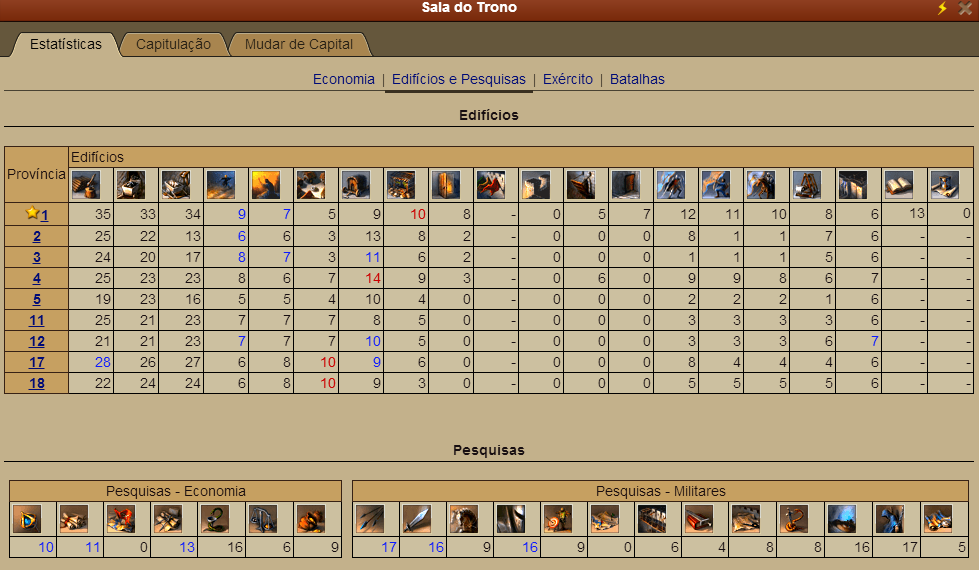 Sala do Trono
Estatísticas Capitulação Mudar de Capital
Economia | Edifícios e Pesquisas | Exército | Batalhas
Edifícios
Província Edifícios
1 35 33 34 9 7 5 9 10 8 - 0 5 7 12 11 10 8 6 13 0
2 25 22 13 6 6 3 13 8 2 - 0 0 0 8 1 1 7 6 - -
3 24 20 17 8 7 3 11 6 2 - 0 0 0 1 1 1 5 6 - -
4 25 23 23 8 6 7 14 9 3 - 0 6 0 9 9 8 6 7 - -
5 19 23 16 5 5 4 10 4 0 - 0 0 0 2 2 2 1 6 - -
11 25 21 23 7 7 7 8 5 0 - 0 0 0 3 3 3 3 6 - -
12 21 21 23 7 7 7 10 5 0 - 0 0 0 3 3 3 6 7 - -
17 28 26 27 6 8 10 9 6 0 - 0 0 0 8 4 4 4 6 - -
18 22 24 24 6 8 10 9 3 0 - 0 0 0 5 5 5 5 6 - -
Pesquisas
Pesquisas - Economia
10 11 0 13 16 6 9
Pesquisas - Militares
17 16 9 16 9 0 6 4 8 8 16 17 5